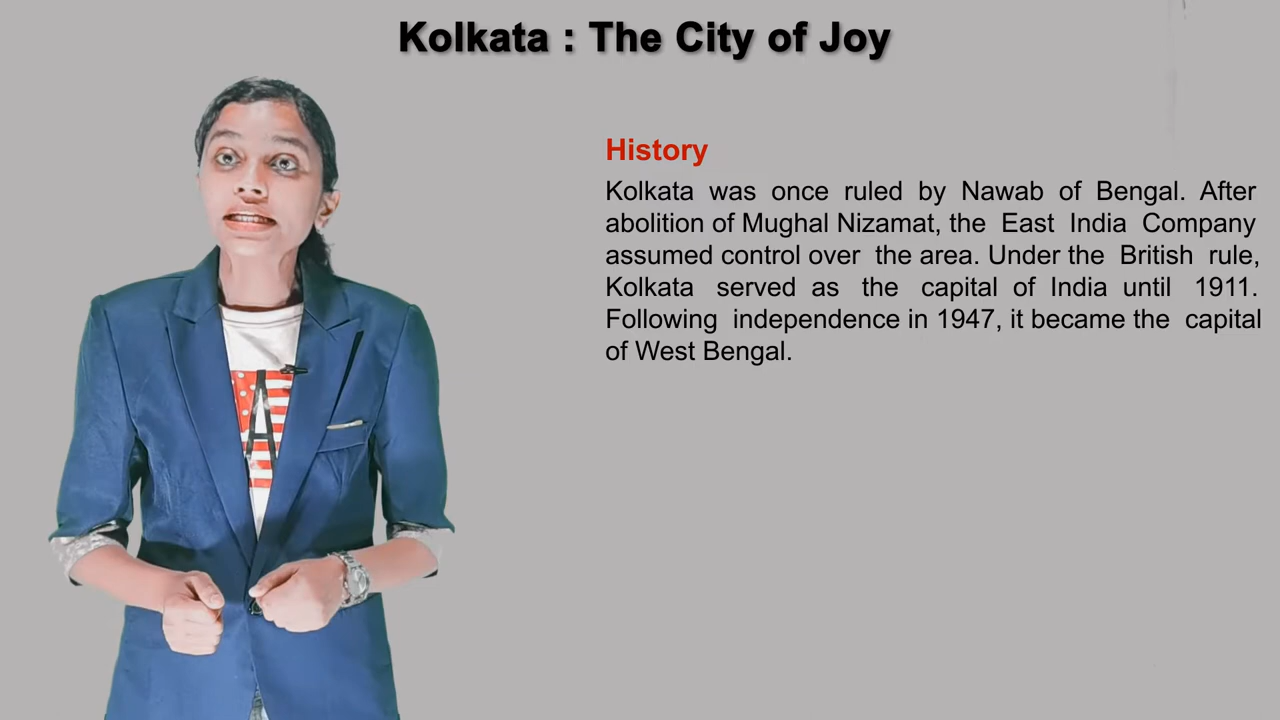 Kolkata : The City of Joy
History
Kolkata was once ruled by Nawab of Bengal. After
abolition of Mughal Nizamat, the East India Company
assumed control over the area. Under the British rule,
Kolkata served as the capital of India until 1911.
Following independence in 1947, it became the capital
of West Bengal.
A